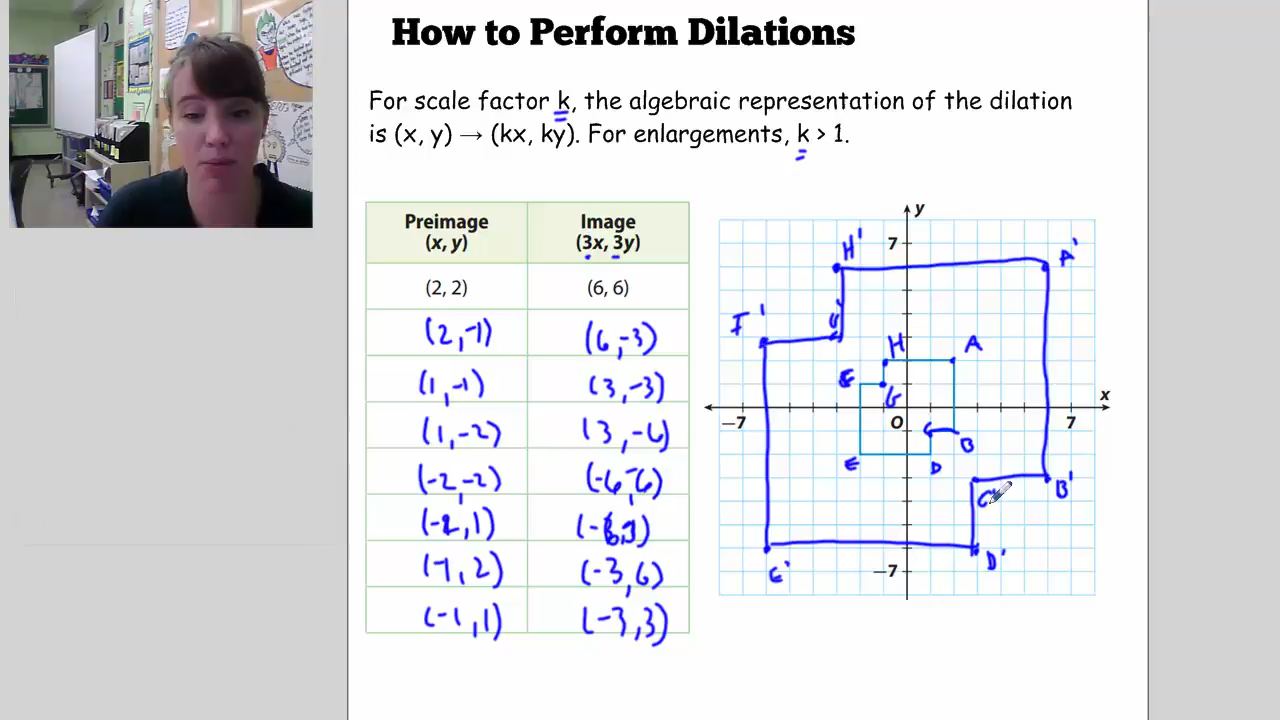 How to Perform Dilations
For scale factor k, the algebraic representation of the dilation
is (x, y) → (kx, ky). For enlargements, k > 1.
Preimage
(x, y)
Image
(3x, 3y)
(2, 2)
(6, 6)
(2,-1)
(6,-3)
(1,-1)
(3,-3)
(1,-2)
(3,-6)
(-2,-2)
(-6,-6)
(-2,1)
(-1,2)
(-3,6)
(-1,1)
(-3,3)
y
7
H'
A'
F'
G'
H
A
G
x
-7
O
7
B
E
D
C'
B'
D'
E'
-7